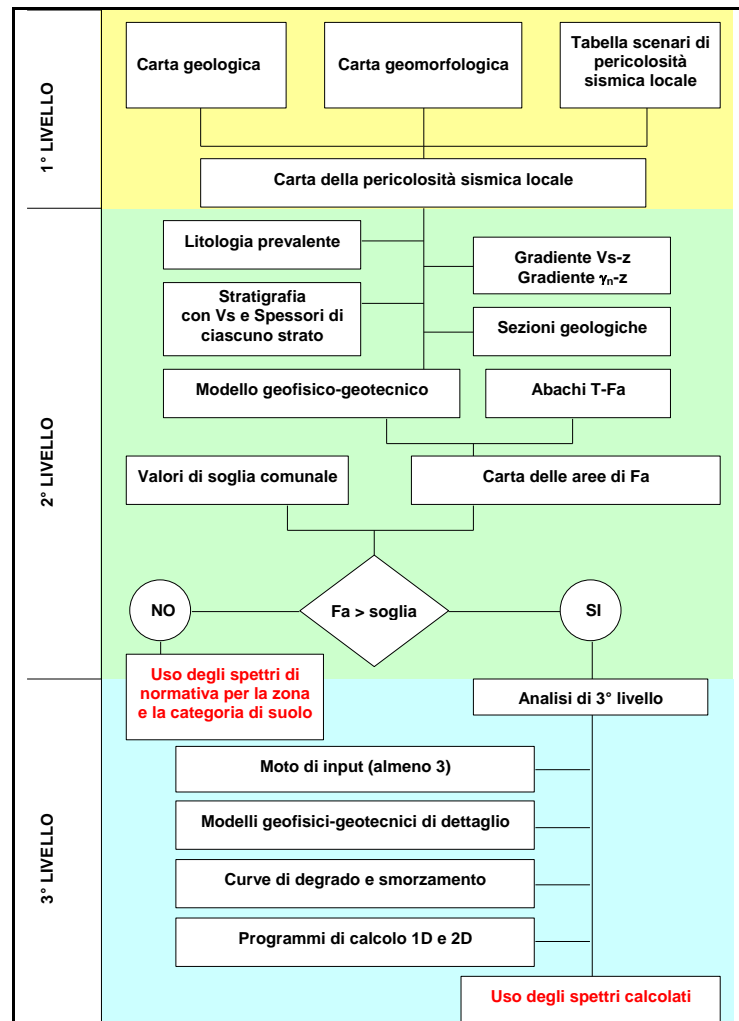 1° LIVELLO
Carta geologica
Carta geomorfologica
Tabella scenari di
pericolosità
sismica locale
Carta della pericolosità sismica locale
2° LIVELLO
Litologia prevalente
Gradiente Vs-z
Gradiente γn-z
Stratigrafia
con Vs e Spessori di
ciascuno strato
Sezioni geologiche
Modello geofisico-geotecnico
Abachi T-Fa
Valori di soglia comunale
Carta delle aree di Fa
NO
Fa > soglia
SI
Uso degli spettri di
normativa per la zona
e la categoria di suolo
3° LIVELLO
Analisi di 3° livello
Moto di input (almeno 3)
Modelli geofisici-geotecnici di dettaglio
Curve di degrado e smorzamento
Programmi di calcolo 1D e 2D
Uso degli spettri calcolati